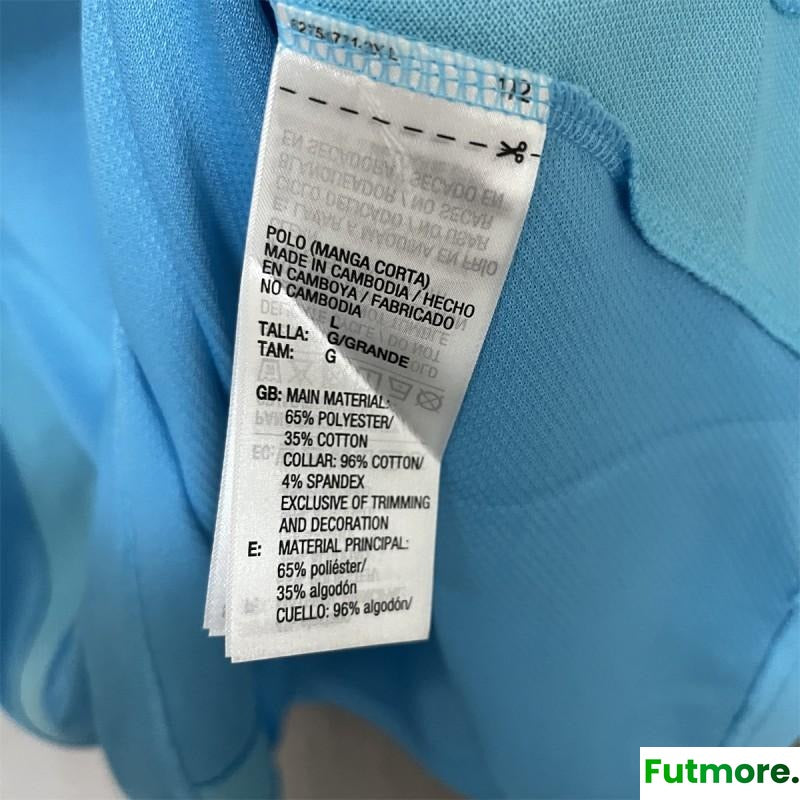 1/2
POLO (MANGA CORTA)
MADE IN CAMBODIA / HECHO
EN CAMBOYA / FABRICADO
NO CAMBODIA
TALLA: L
G/GRANDE
TAM: G
GB: MAIN MATERIAL:
65% POLYESTER/
35% COTTON
COLLAR: 96% COTTON/
4% SPANDEX
EXCLUSIVE OF TRIMMING
AND DECORATION
E: MATERIAL PRINCIPAL:
65% poliéster/
35% algodón
CUELLO: 96% algodón/
Futmore.